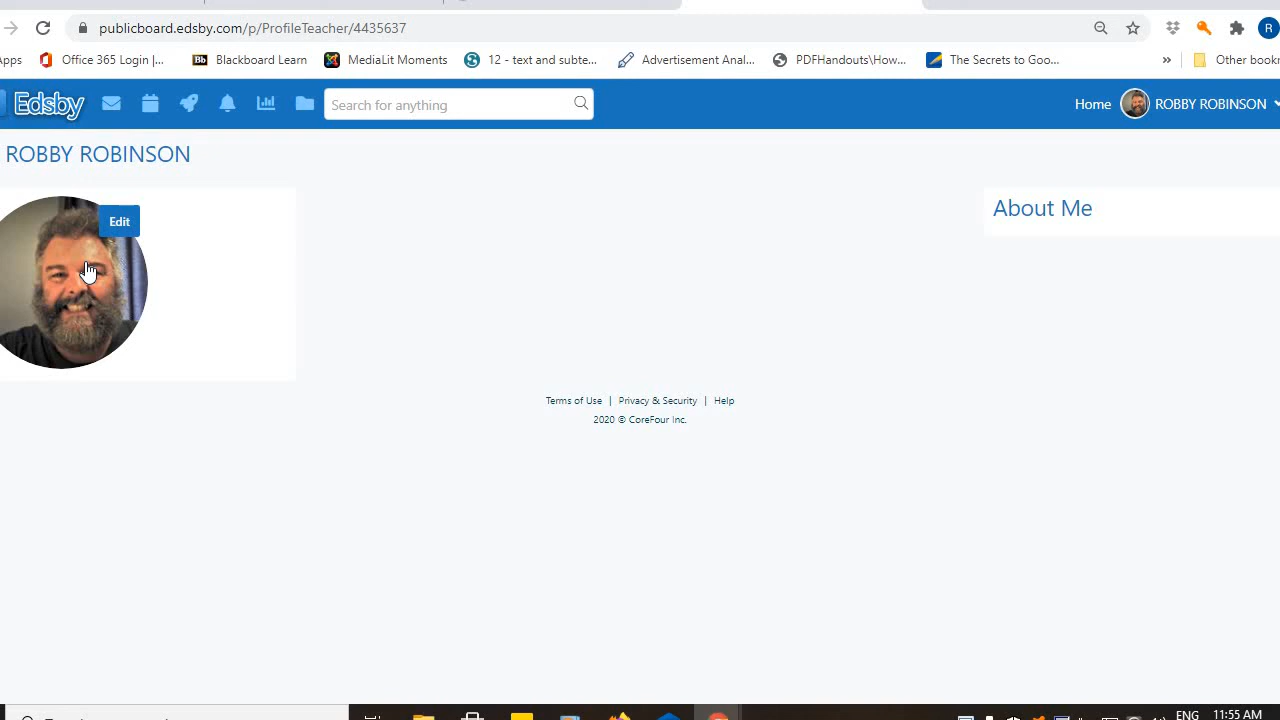 publicboard.edsby.com/p/ProfileTeacher/4435637
R
Apps Office 365 Login |... Bb Blackboard Learn MediaLit Moments 12 - text and subte... Advertisement Anal... PDFHandouts\How... The Secrets to Goo... » Other bookn
Edsby Search for anything Home ROBBY ROBINSON
ROBBY ROBINSON
Edit
About Me
Terms of Use | Privacy & Security | Help
2020 © CoreFour Inc.
ENG 11:55 AM